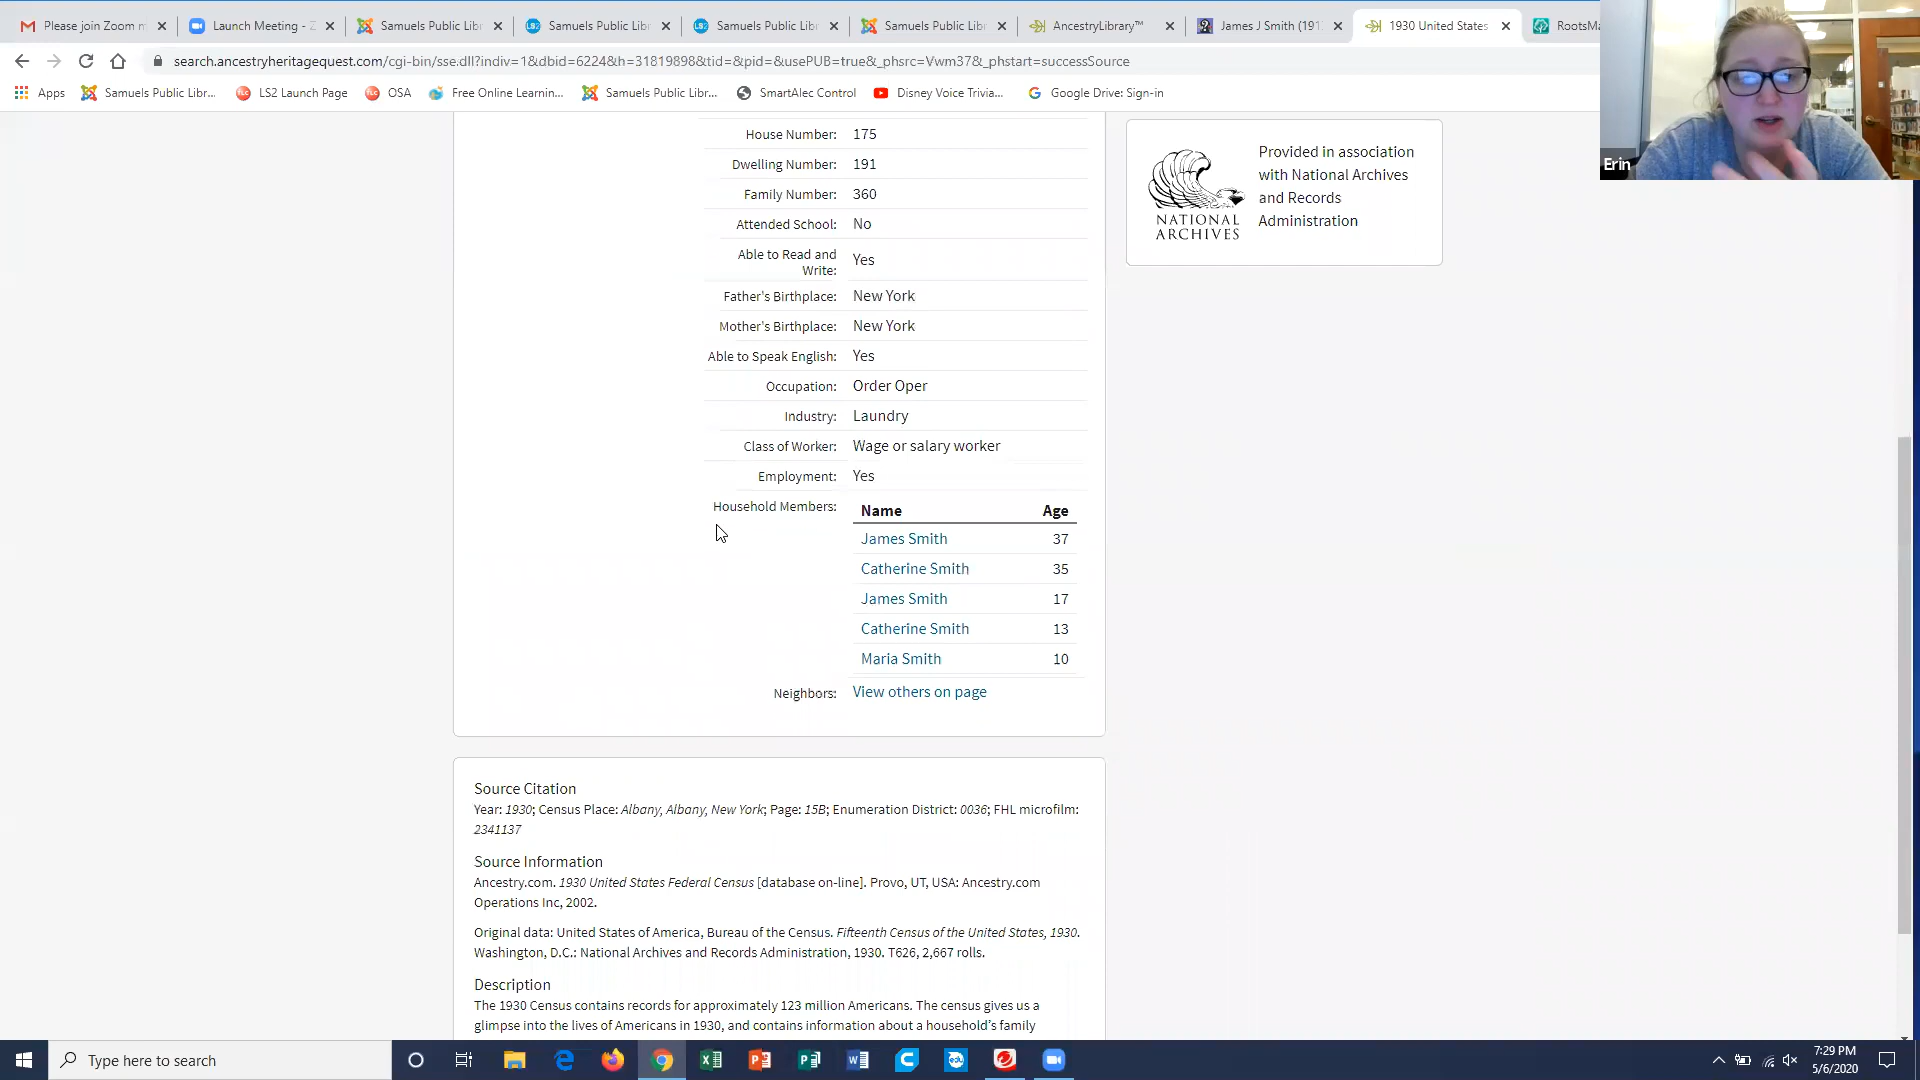 Please join Zoom m
Launch Meeting - Z
Samuels Public Libr
Samuels Public Libr
Samuels Public Libr
Samuels Public Libr
AncestryLibrary™
James J Smith (191
1930 United States
RootsMa
search.ancestryheritagequest.com/cgi-bin/sse.dll?indiv=1&dbid=6224&h=31819898&tid=&pid=&usePUB=true&_phsrc=Vwm37&_phstart=successSource
Apps
Samuels Public Libr...
LS2 Launch Page
OSA
Free Online Learnin...
Samuels Public Libr...
SmartAlec Control
Disney Voice Trivia...
Google Drive: Sign-in
Erin
House Number: 175
Dwelling Number: 191
Family Number: 360
Attended School: No
Able to Read and
Write: Yes
Father's Birthplace: New York
Mother's Birthplace: New York
Able to Speak English: Yes
Occupation: Order Oper
Industry: Laundry
Class of Worker: Wage or salary worker
Employment: Yes
Household Members: Name Age
James Smith 37
Catherine Smith 35
James Smith 17
Catherine Smith 13
Maria Smith 10
Neighbors: View others on page
NATIONAL
ARCHIVES
Provided in association
with National Archives
and Records
Administration
Source Citation
Year: 1930; Census Place: Albany, Albany, New York; Page: 15B; Enumeration District: 0036; FHL microfilm:
2341137
Source Information
Ancestry.com. 1930 United States Federal Census [database on-line]. Provo, UT, USA: Ancestry.com
Operations Inc, 2002.
Original data: United States of America, Bureau of the Census. Fifteenth Census of the United States, 1930.
Washington, D.C.: National Archives and Records Administration, 1930. T626, 2,667 rolls.
Description
The 1930 Census contains records for approximately 123 million Americans. The census gives us a
glimpse into the lives of Americans in 1930, and contains information about a household's family
Type here to search
7:29 PM
5/6/2020